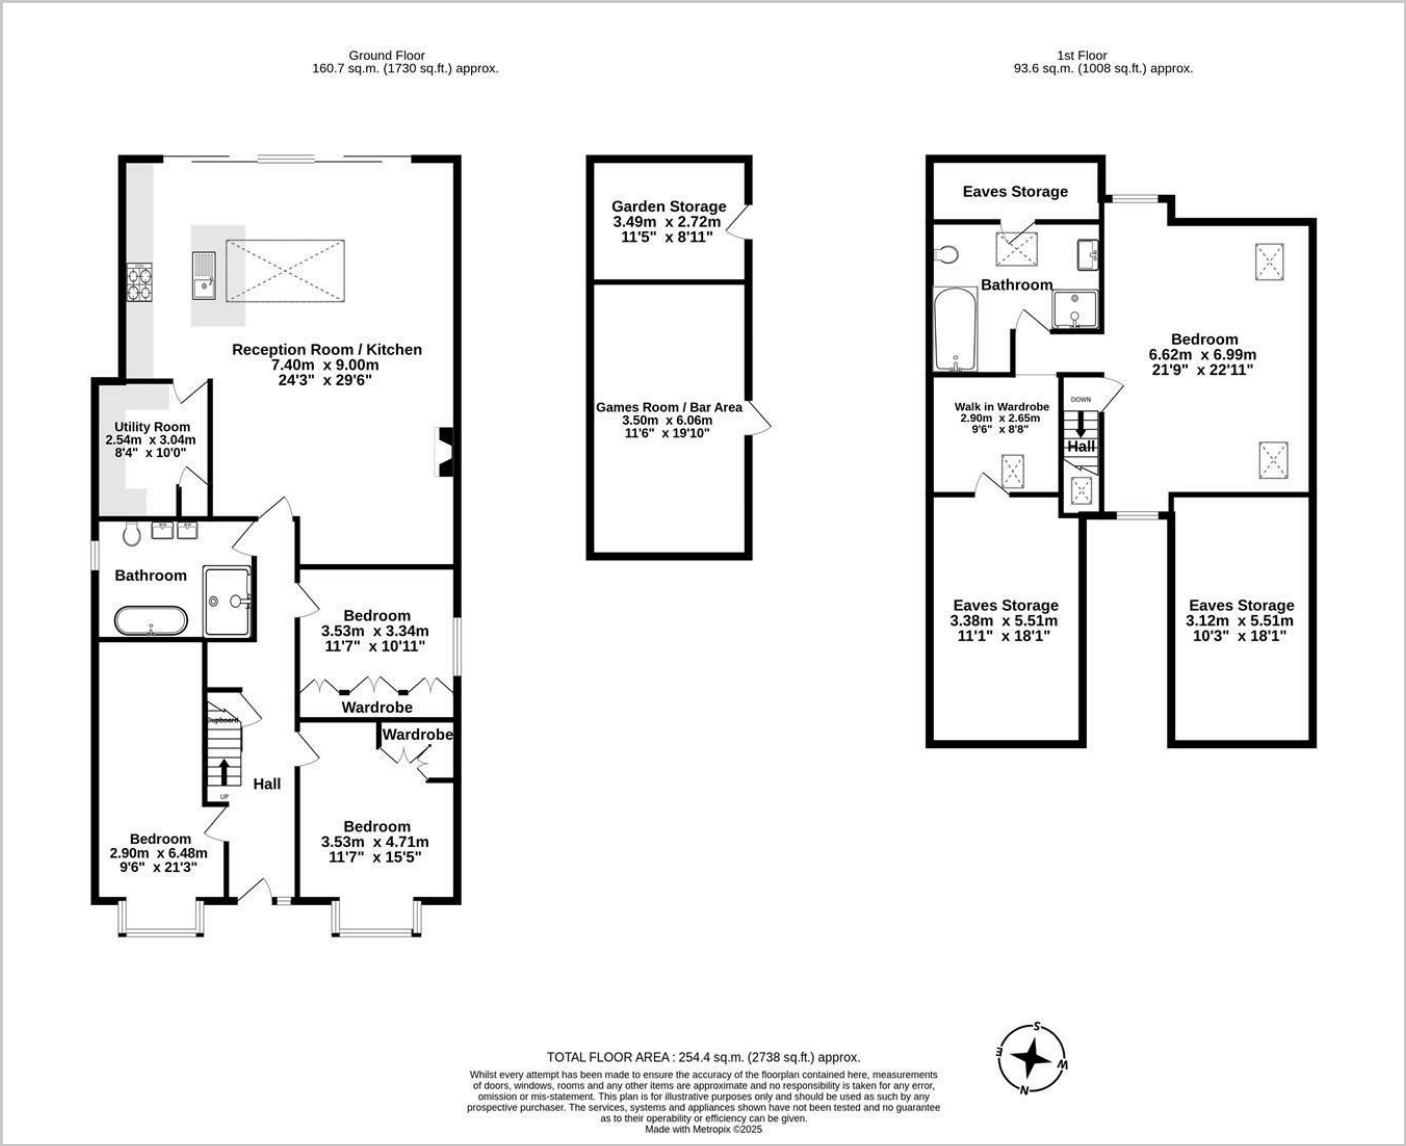 Ground Floor
160.7 sq.m. (1730 sq.ft.) approx.
1st Floor
93.6 sq.m. (1008 sq.ft.) approx.
Reception Room / Kitchen
7.40m x 9.00m
24'3" x 29'6"
Utility Room
2.54m x 3.04m
8'4" x 10'0"
Bathroom
Bedroom
3.53m x 3.34m
11'7" x 10'11"
Wardrobe
Wardrobe
Cupboard
UP
Hall
Bedroom
2.90m x 6.48m
9'6" x 21'3"
Bedroom
3.53m x 4.71m
11'7" x 15'5"
Garden Storage
3.49m x 2.72m
11'5" x 8'11"
Games Room / Bar Area
3.50m x 6.06m
11'6" x 19'10"
Eaves Storage
Bathroom
Bedroom
6.62m x 6.99m
21'9" x 22'11"
Walk in Wardrobe
2.90m x 2.65m
9'6" x 8'8"
DOWN
Hall
Eaves Storage
3.38m x 5.51m
11'1" x 18'1"
Eaves Storage
3.12m x 5.51m
10'3" x 18'1"
S
E
W
N
TOTAL FLOOR AREA : 254.4 sq.m. (2738 sq.ft.) approx.
Whilst every attempt has been made to ensure the accuracy of the floorplan contained here, measurements
of doors, windows, rooms and any other items are approximate and no responsibility is taken for any error,
omission or mis-statement. This plan is for illustrative purposes only and should be used as such by any
prospective purchaser. The services, systems and appliances shown have not been tested and no guarantee
as to their operability or efficiency can be given.
Made with Metropix ©2025